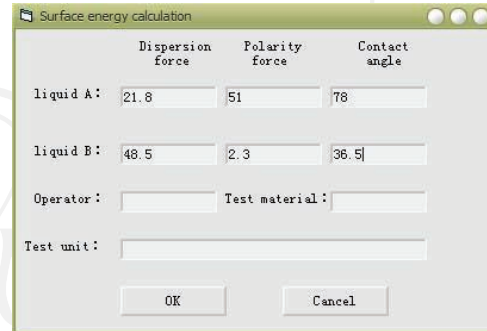 Surface energy calculation
Dispersion force Polarity force Contact angle
liquid A: 21.8 51 78
liquid B: 48.5 2.3 36.5
Operator: Test material:
Test unit:
OK Cancel